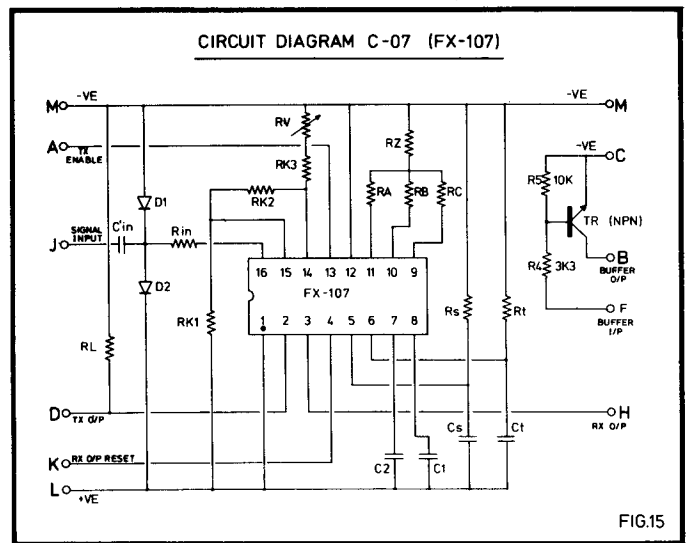 CIRCUIT DIAGRAM C-07 (FX-107)
M -VE -VE M
RV
RZ
A TX ENABLE
-VE C
RK3
R5 10K
RK2
RA RB RC
D1
TR (NPN)
J SIGNAL INPUT C'in Rin
B BUFFER O/P
16 15 14 13 12 11 10 9
R4 3K3
FX-107
D2
F BUFFER I/P
1 2 3 4 5 6 7 8
Rs Rt
RK1
RL
D TX O/P
H RX O/P
Cs Ct
K RX O/P RESET
C2 C1
L +VE
FIG.15